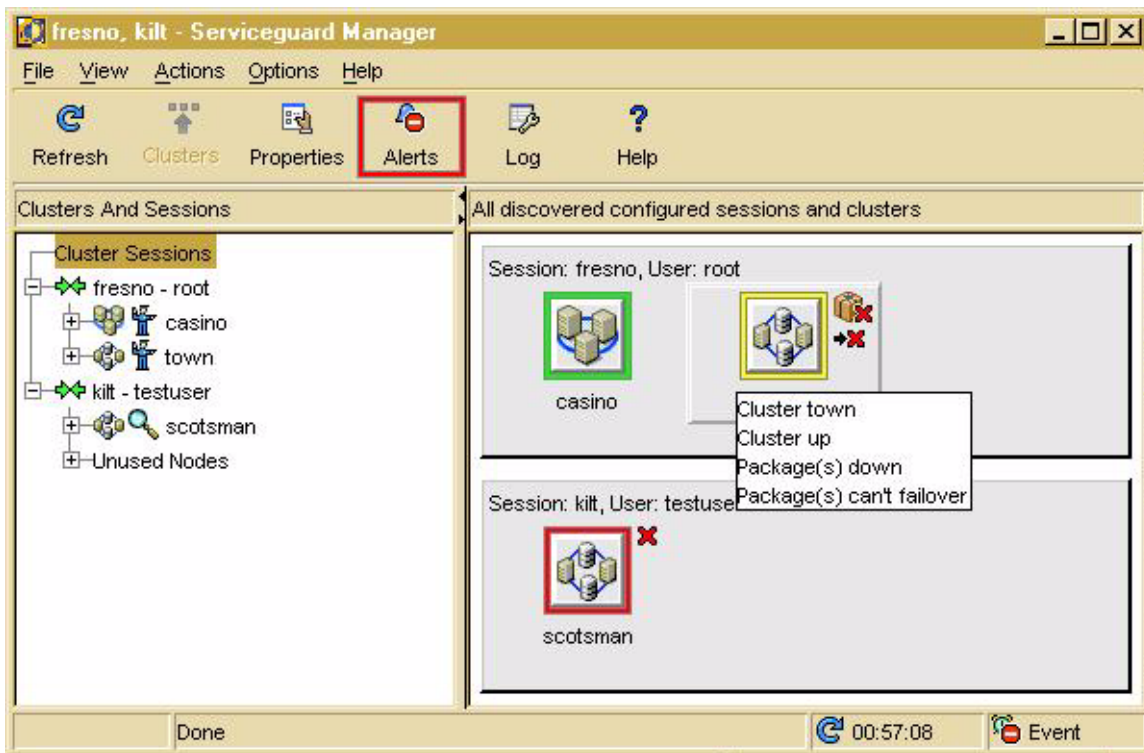 fresno, kilt - Serviceguard Manager
File View Actions Options Help
Refresh Clusters Properties Alerts Log Help
Clusters And Sessions
Cluster Sessions
fresno - root
casino
town
kilt - testuser
scotsman
Unused Nodes
All discovered configured sessions and clusters
Session: fresno, User: root
casino
Cluster town
Cluster up
Package(s) down
Package(s) can't failover
Session: kilt, User: testuse
scotsman
Done 00:57:08 Event